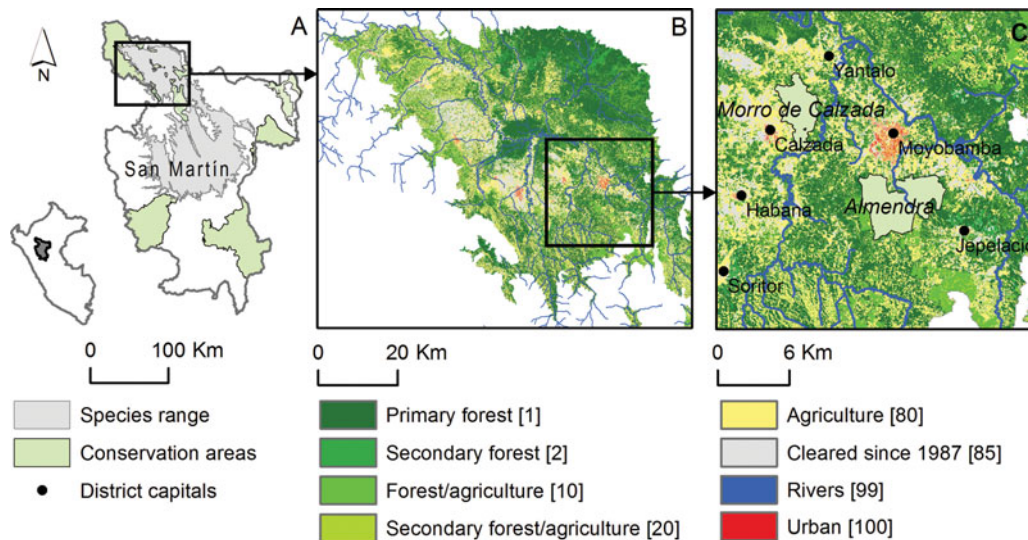 A
N
San Martín
0 100 Km
Species range
Conservation areas
District capitals
B
0 20 Km
Primary forest [1]
Secondary forest [2]
Forest/agriculture [10]
Secondary forest/agriculture [20]
C
Yantalo
Morro de Calzada
Calzada
Moyobamba
Habana
Almendra
Jepelacio
Soritor
0 6 Km
Agriculture [80]
Cleared since 1987 [85]
Rivers [99]
Urban [100]